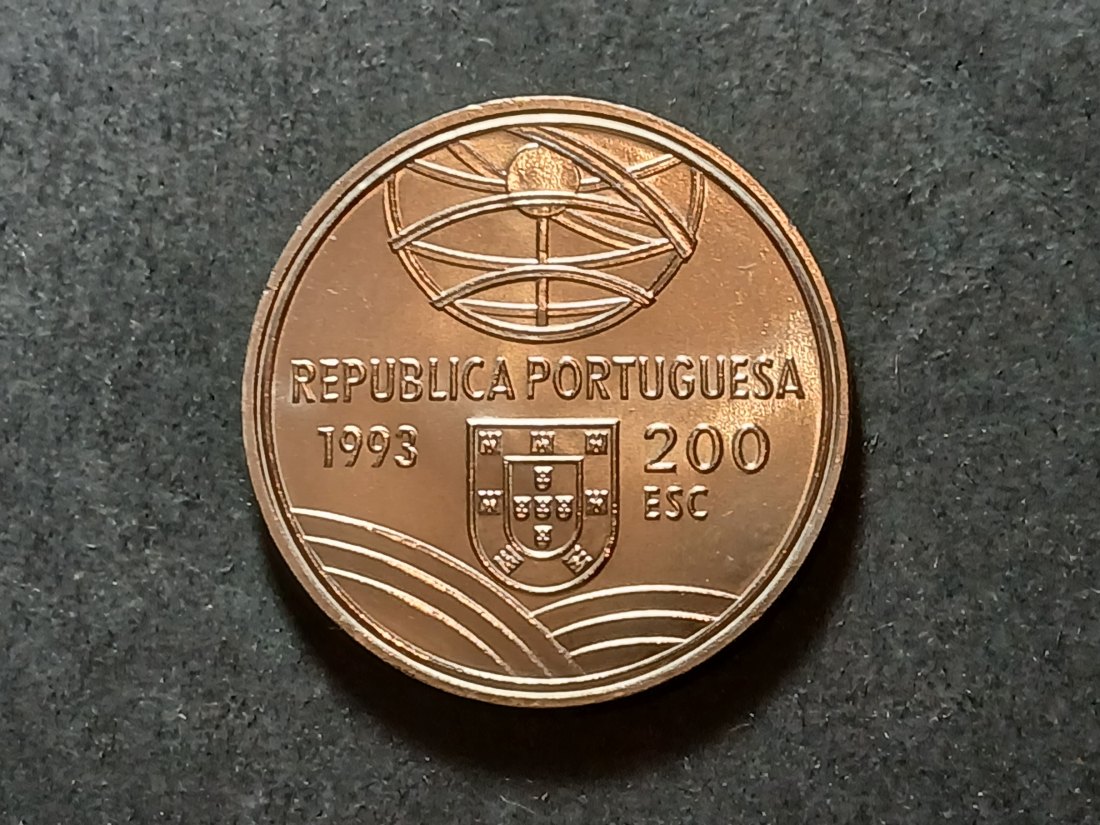 REPUBLICA PORTUGUESA
1993 200
ESC